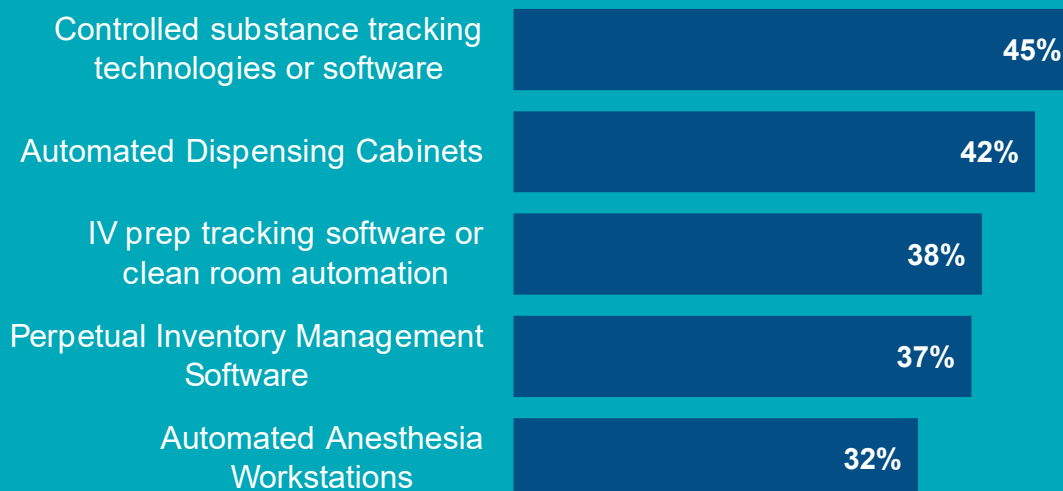 Controlled substance tracking
technologies or software
45%
Automated Dispensing Cabinets
42%
IV prep tracking software or
clean room automation
38%
Perpetual Inventory Management
Software
37%
Automated Anesthesia
Workstations
32%